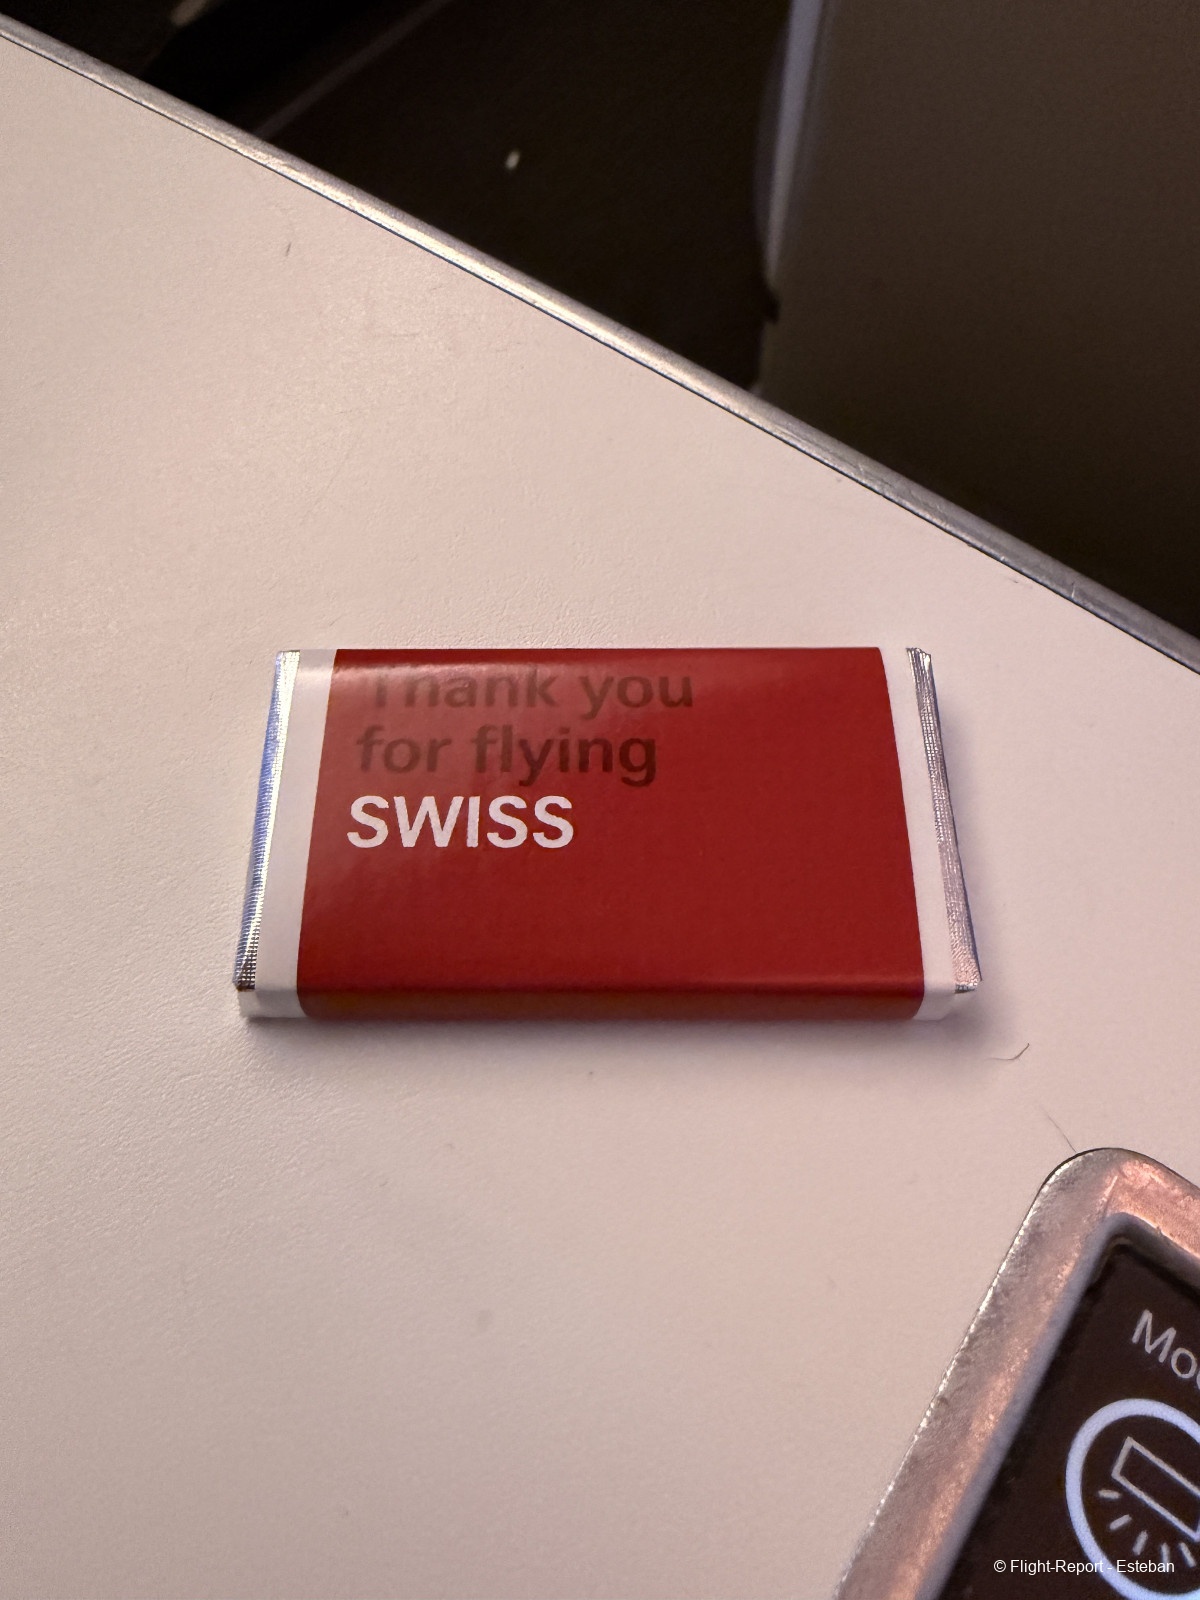 Thank you
for flying
SWISS
© Flight-Report - Esteban